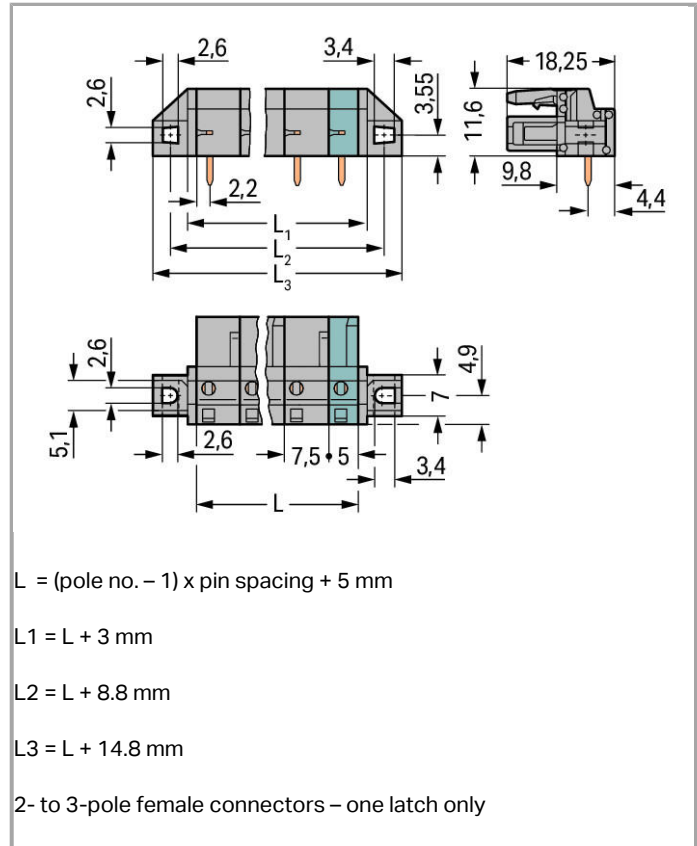 2,6
3,4
18,25
2,6
3,55
11,6
2,2
9,8
4,4
L1
L2
L3
2,6
4,9
7
5,1
2,6
7,5 • 5
3,4
L
L = (pole no. – 1) x pin spacing + 5 mm
L1 = L + 3 mm
L2 = L + 8.8 mm
L3 = L + 14.8 mm
2- to 3-pole female connectors – one latch only